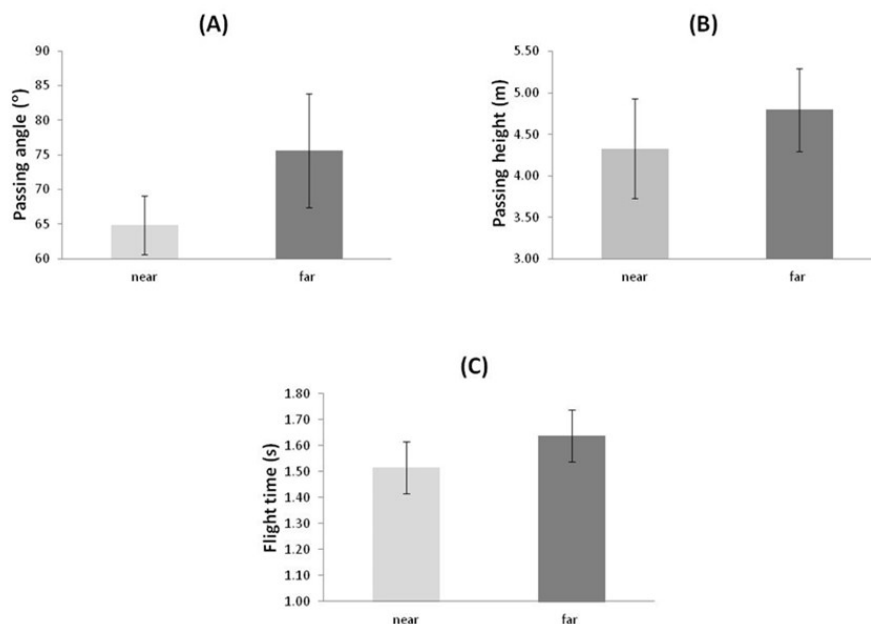 (A)
Passing angle (°)
90
85
80
75
70
65
60
near
far
(B)
Passing height (m)
5.50
5.00
4.50
4.00
3.50
3.00
near
far
(C)
Flight time (s)
1.80
1.70
1.60
1.50
1.40
1.30
1.20
1.10
1.00
near
far